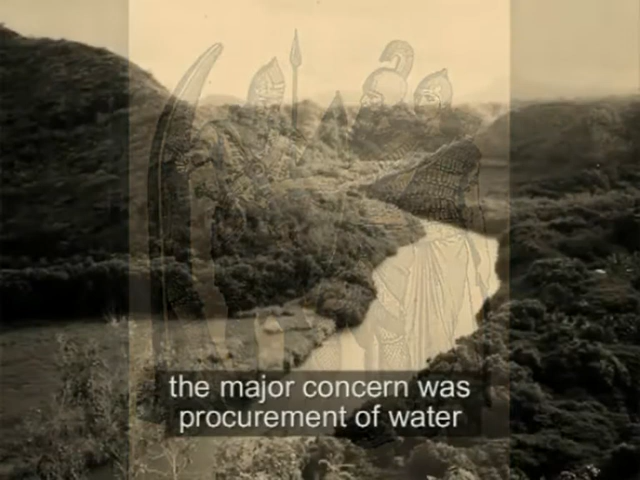 the major concern was
procurement of water